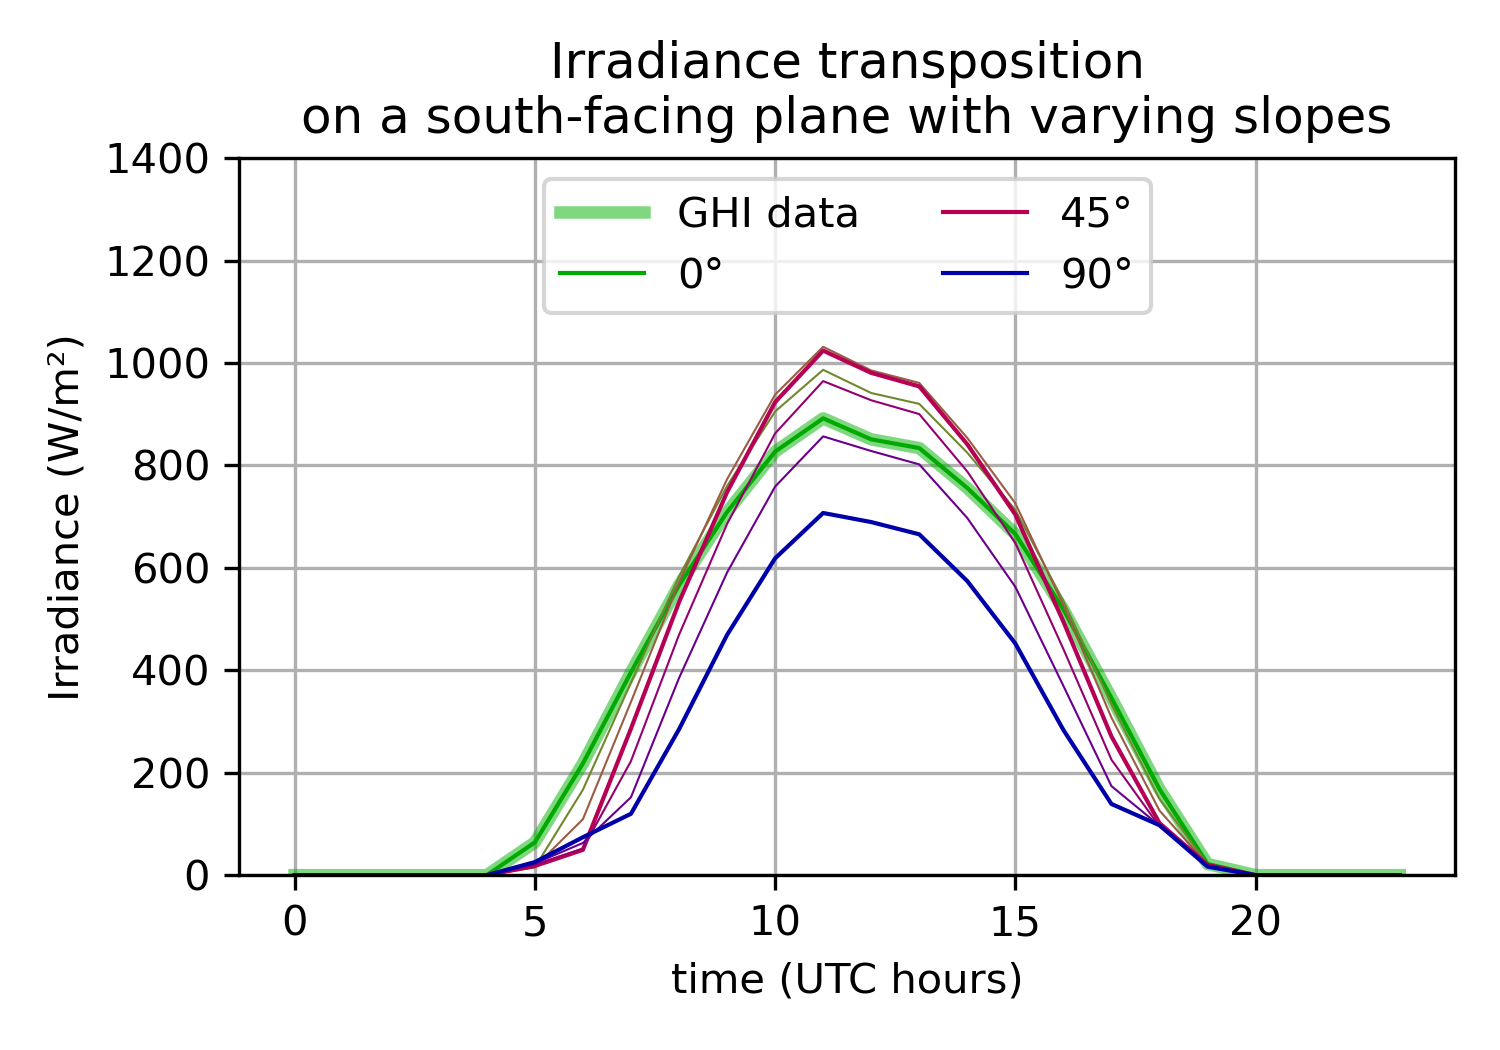 Irradiance transposition
on a south-facing plane with varying slopes
1400
1200
1000
800
600
400
200
0
Irradiance (W/m²)
GHI data
0°
45°
90°
0 5 10 15 20
time (UTC hours)